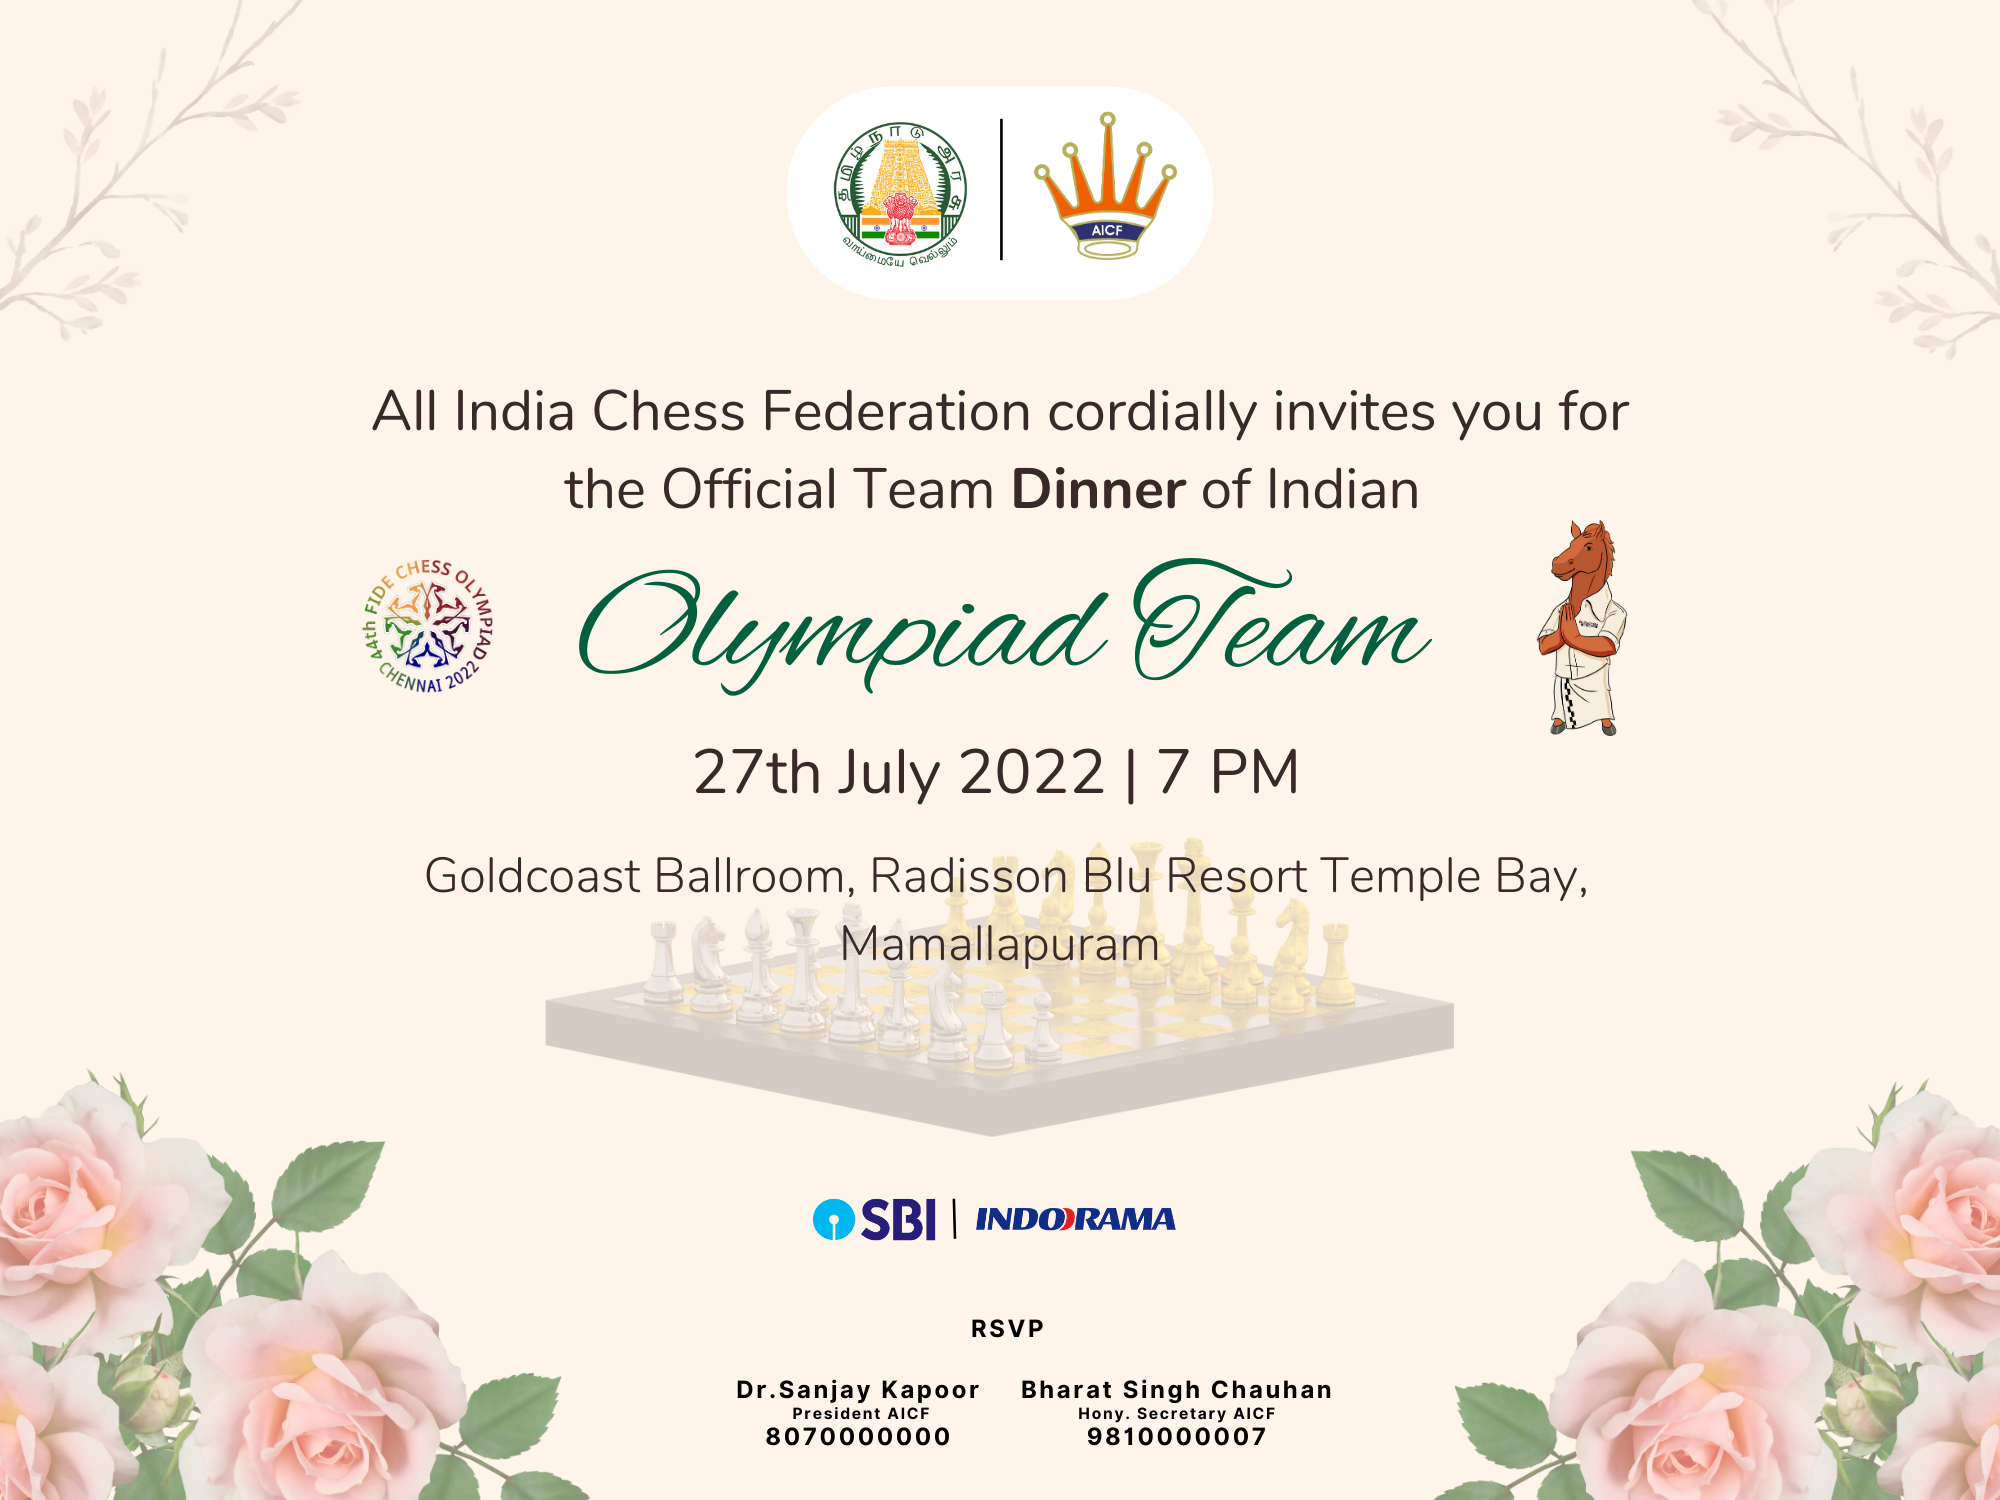 தமிழ் நாடு அரசு
வாய்மையே வெல்லும்
AICF
All India Chess Federation cordially invites you for
the Official Team Dinner of Indian
44th FIDE CHESS OLYMPIAD
CHENNAI 2022
Olympiad Team
27th July 2022 | 7 PM
Goldcoast Ballroom, Radisson Blu Resort Temple Bay,
Mamallapuram
SBI | INDORAMA
RSVP
Dr.Sanjay Kapoor Bharat Singh Chauhan
President AICF Hony. Secretary AICF
8070000000 9810000007